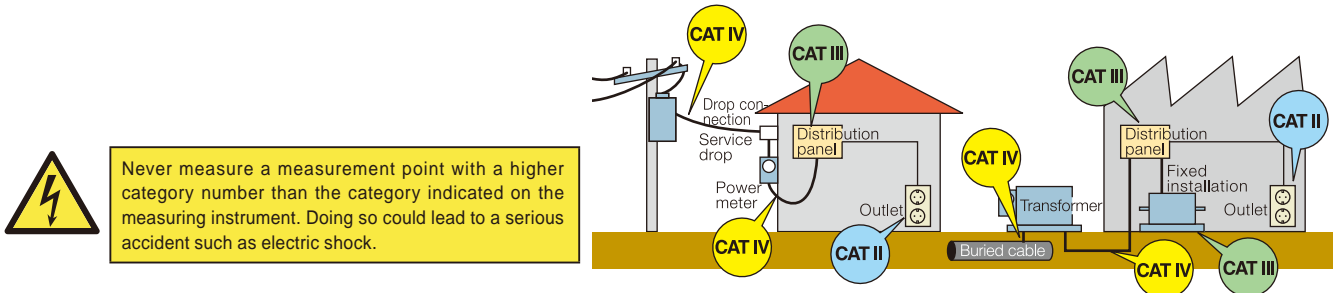 Never measure a measurement point with a higher
category number than the category indicated on the
measuring instrument. Doing so could lead to a serious
accident such as electric shock.
CAT IV
CAT III
Drop con-
nection
Service
drop
Distribution
panel
Power
meter
Outlet
CAT IV
CAT II
CAT III
CAT II
Distribution
panel
CAT IV
Fixed
installation
Transformer
Outlet
Buried cable
CAT IV
CAT III